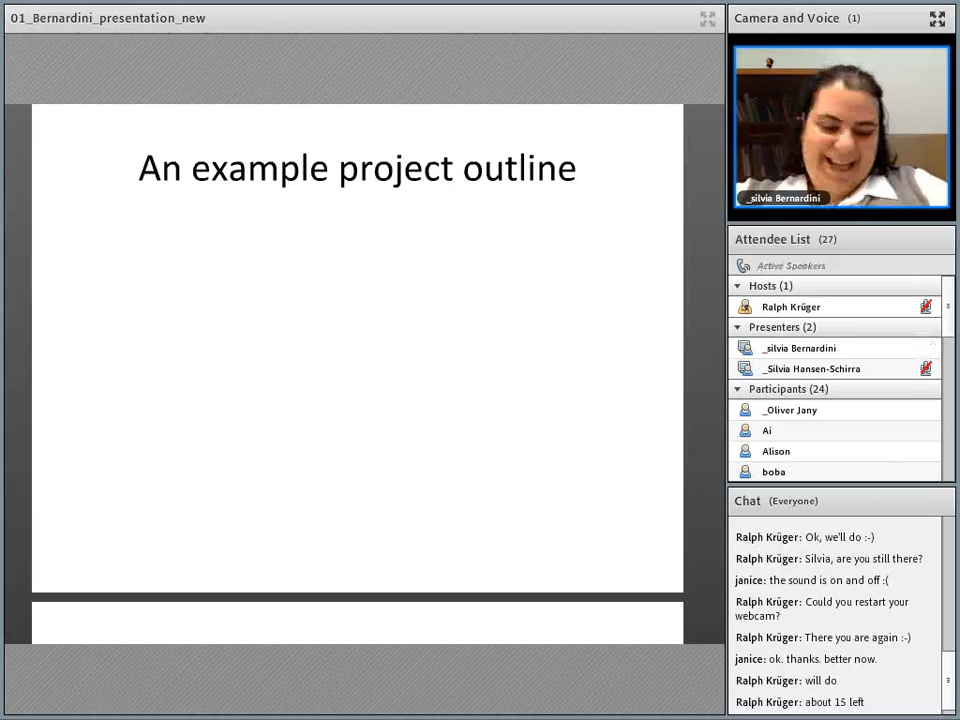 01_Bernardini_presentation_new
An example project outline
Camera and Voice (1)
_silvia Bernardini
Attendee List (27)
Active Speakers
Hosts (1)
Ralph Krüger
Presenters (2)
_silvia Bernardini
_Silvia Hansen-Schirra
Participants (24)
_Oliver Jany
Ai
Alison
boba
Chat (Everyone)
Ralph Krüger: Ok, we'll do :-)
Ralph Krüger: Silvia, are you still there?
janice: the sound is on and off :(
Ralph Krüger: Could you restart your
webcam?
Ralph Krüger: There you are again :-)
janice: ok. thanks. better now.
Ralph Krüger: will do
Ralph Krüger: about 15 left